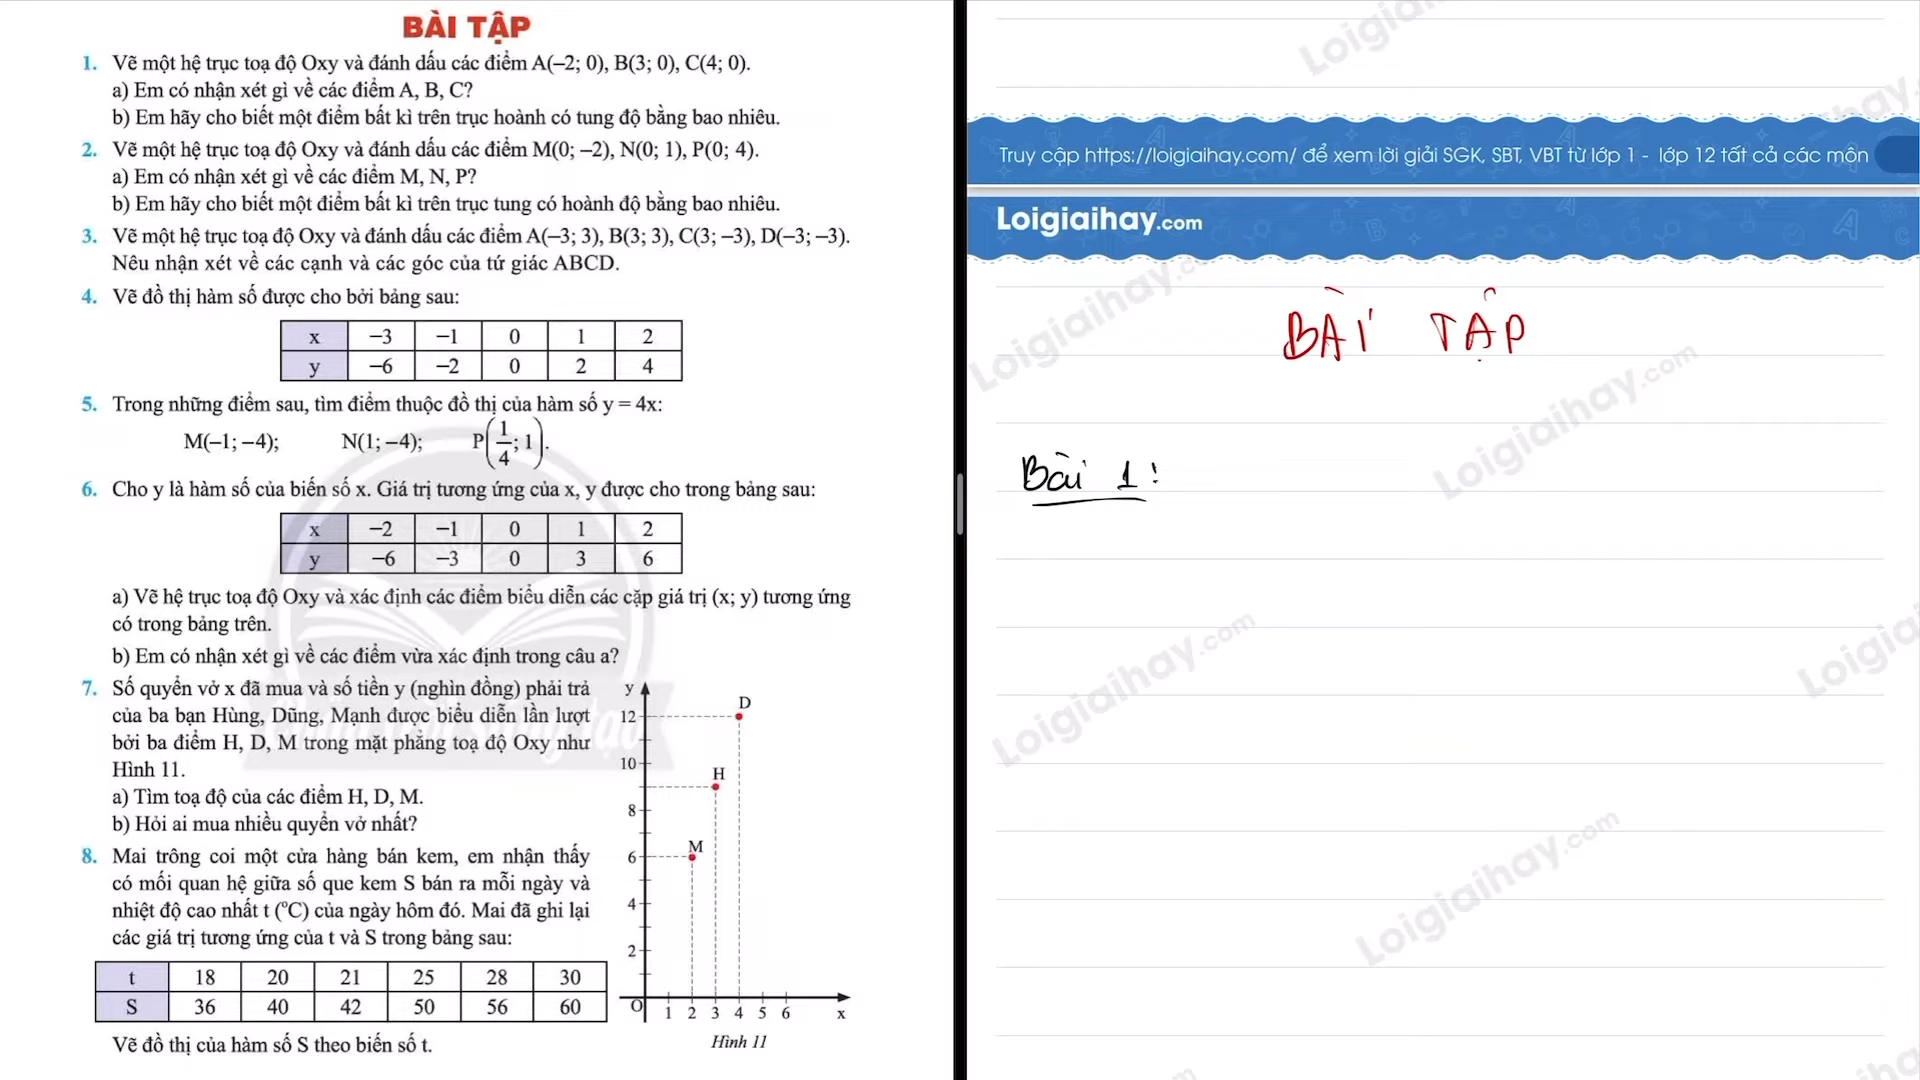 BÀI TẬP
1. Vẽ một hệ trục toạ độ Oxy và đánh dấu các điểm A(–2; 0), B(3; 0), C(4; 0).
a) Em có nhận xét gì về các điểm A, B, C?
b) Em hãy cho biết một điểm bất kì trên trục hoành có tung độ bằng bao nhiêu.
2. Vẽ một hệ trục toạ độ Oxy và đánh dấu các điểm M(0; –2), N(0; 1), P(0; 4).
a) Em có nhận xét gì về các điểm M, N, P?
b) Em hãy cho biết một điểm bất kì trên trục tung có hoành độ bằng bao nhiêu.
3. Vẽ một hệ trục toạ độ Oxy và đánh dấu các điểm A(–3; 3), B(3; 3), C(3; –3), D(–3; –3).
Nêu nhận xét về các cạnh và các góc của tứ giác ABCD.
4. Vẽ đồ thị hàm số được cho bởi bảng sau:
x –3 –1 0 1 2
y –6 –2 0 2 4
5. Trong những điểm sau, tìm điểm thuộc đồ thị của hàm số y = 4x:
M(–1; –4); N(1; –4); P(1/4; 1).
6. Cho y là hàm số của biến số x. Giá trị tương ứng của x, y được cho trong bảng sau:
x –2 –1 0 1 2
y –6 –3 0 3 6
a) Vẽ hệ trục toạ độ Oxy và xác định các điểm biểu diễn các cặp giá trị (x; y) tương ứng
có trong bảng trên.
b) Em có nhận xét gì về các điểm vừa xác định trong câu a?
7. Số quyển vở x đã mua và số tiền y (nghìn đồng) phải trả
của ba bạn Hùng, Dũng, Mạnh được biểu diễn lần lượt
bởi ba điểm H, D, M trong mặt phẳng toạ độ Oxy như
Hình 11.
a) Tìm toạ độ của các điểm H, D, M.
b) Hỏi ai mua nhiều quyển vở nhất?
8. Mai trông coi một cửa hàng bán kem, em nhận thấy
có mối quan hệ giữa số que kem S bán ra mỗi ngày và
nhiệt độ cao nhất t (°C) của ngày hôm đó. Mai đã ghi lại
các giá trị tương ứng của t và S trong bảng sau:
t 18 20 21 25 28 30
S 36 40 42 50 56 60
Vẽ đồ thị của hàm số S theo biến số t.
y
D
12
10
H
8
M
6
4
2
O 1 2 3 4 5 6 x
Hình 11
Truy cập https://loigiaihay.com/ để xem lời giải SGK, SBT, VBT từ lớp 1 - lớp 12 tất cả các môn
Loigiaihay.com
BÀI TẬP
Bài 1:
Loigiaihay.com
Loigiaihay.com
Loigiaihay.com
Loigiaihay.com